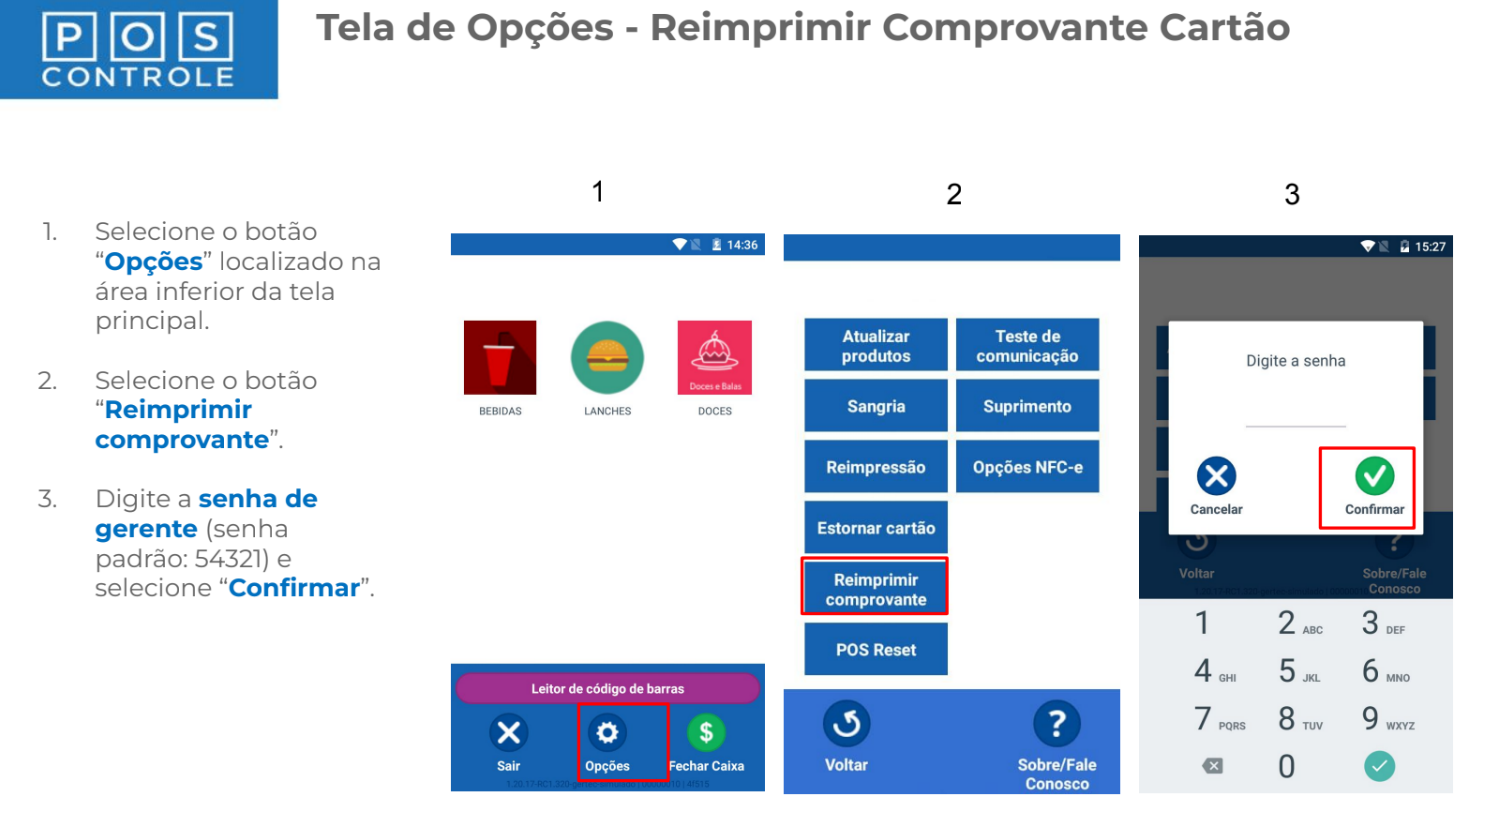 POS
CONTROLE
Tela de Opções - Reimprimir Comprovante Cartão
1. Selecione o botão
“Opções” localizado na
área inferior da tela
principal.
2. Selecione o botão
“Reimprimir
comprovante”.
3. Digite a senha de
gerente (senha
padrão: 54321) e
selecione “Confirmar”.
1
14:36
BEBIDAS
LANCHES
Doces e Balas
DOCES
Leitor de código de barras
Sair
Opções
$
Fechar Caixa
2
Atualizar
produtos
Teste de
comunicação
Sangria
Suprimento
Reimpressão
Opções NFC-e
Estornar cartão
Reimprimir
comprovante
POS Reset
Voltar
?
Sobre/Fale
Conosco
3
15:27
Digite a senha
Cancelar
Confirmar
Voltar
?
Sobre/Fale
Conosco
1
2 ABC
3 DEF
4 GHI
5 JKL
6 MNO
7 PQRS
8 TUV
9 WXYZ
0